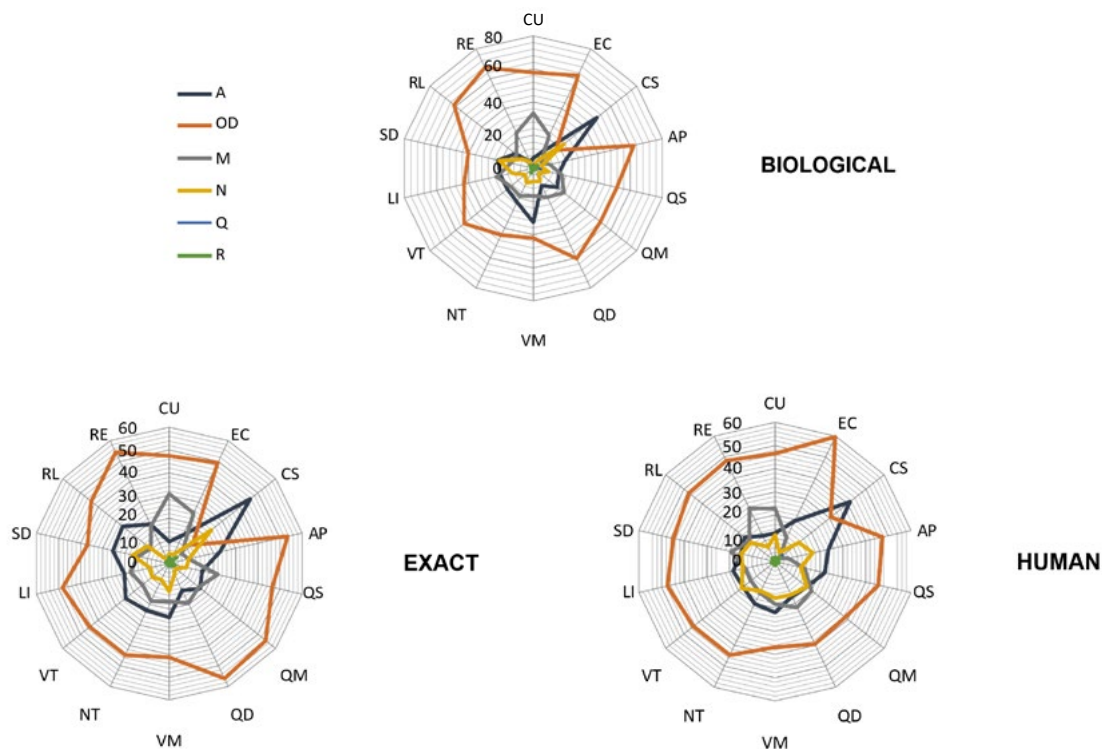 CU
80
RE
EC
60
A
RL
CS
OD
40
M
SD
20
AP
N
0
BIOLOGICAL
Q
LI
QS
R
VT
QM
NT
QD
VM
CU
60
RE
EC
50
40
RL
CS
30
20
SD
AP
10
0
EXACT
LI
QS
VT
QM
NT
QD
VM
CU
60
RE
EC
50
40
RL
CS
30
20
SD
AP
10
0
HUMAN
LI
QS
VT
QM
NT
QD
VM